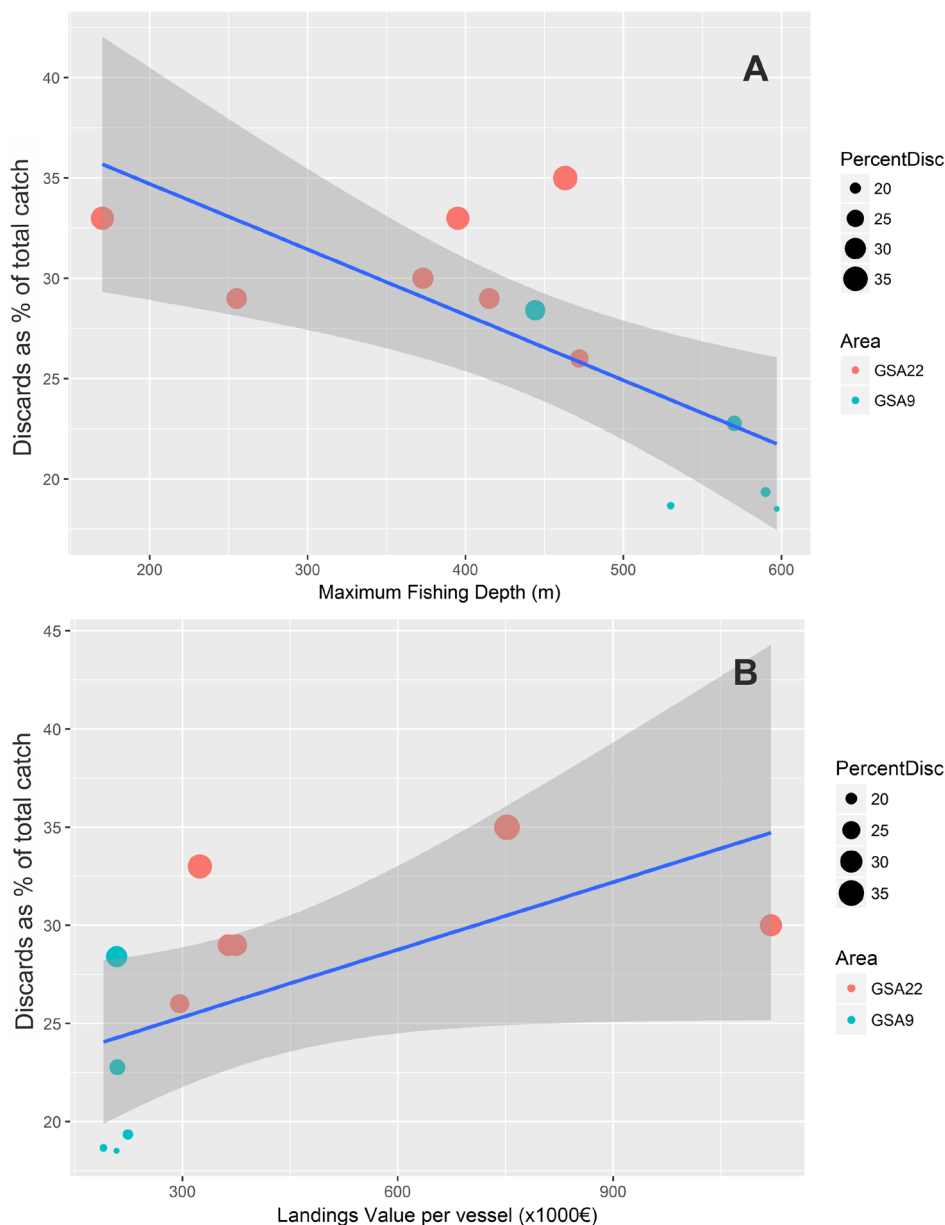 A
40
35
30
25
20
Discards as % of total catch
200 300 400 500 600
Maximum Fishing Depth (m)
PercentDisc
20
25
30
35
Area
GSA22
GSA9
B
45
40
35
30
25
20
Discards as % of total catch
300 600 900
Landings Value per vessel (x1000€)
PercentDisc
20
25
30
35
Area
GSA22
GSA9